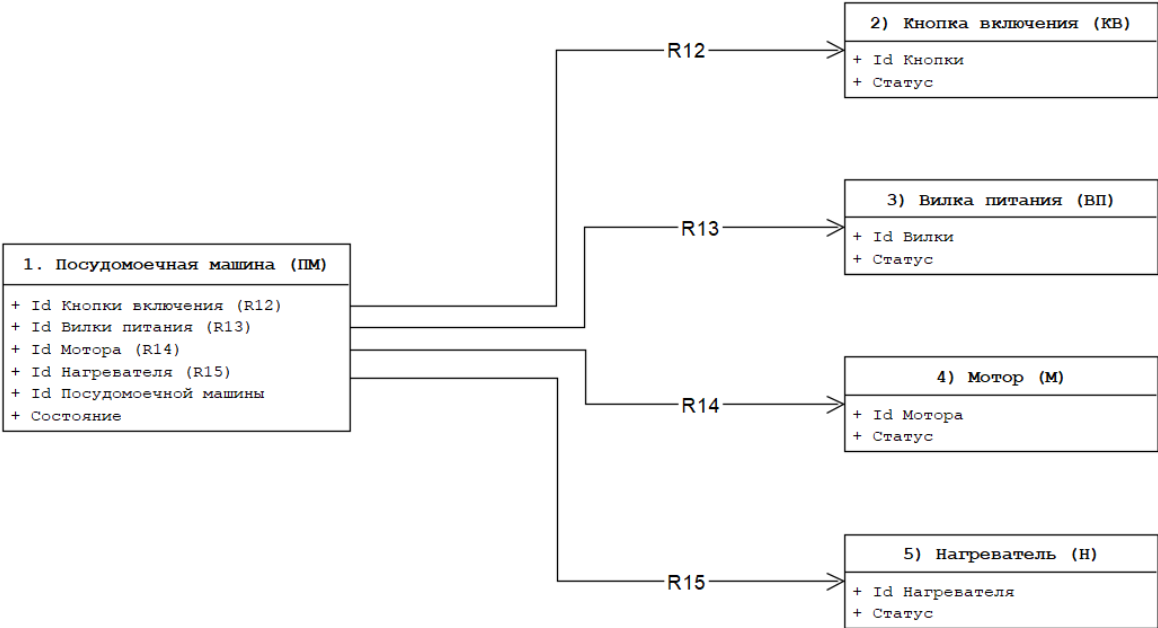 2) Кнопка включения (КВ)
+ Id Кнопки
+ Статус
R12
3) Вилка питания (ВП)
+ Id Вилки
+ Статус
R13
1. Посудомоечная машина (ПМ)
+ Id Кнопки включения (R12)
+ Id Вилки питания (R13)
+ Id Мотора (R14)
+ Id Нагревателя (R15)
+ Id Посудомоечной машины
+ Состояние
4) Мотор (М)
+ Id Мотора
+ Статус
R14
5) Нагреватель (Н)
+ Id Нагревателя
+ Статус
R15